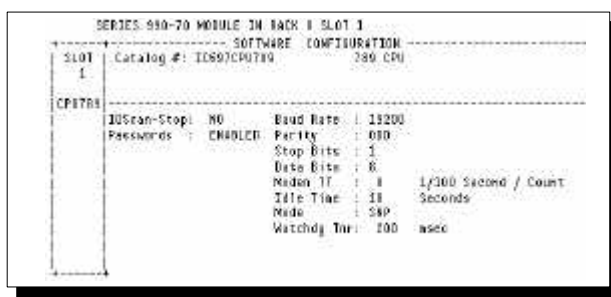 SERIES 990-70 MODULE IN RACK 0 SLOT 1
SOFTWARE CONFIGURATION
SLOT Catalog #: IC697CPU789 789 CPU
1
CPU789
IOScan-Stop: NO Baud Rate : 19200
Passwords : ENABLED Parity : ODD
Stop Bits : 1
Data Bits : 8
Modem TT : 0 1/100 Second / Count
Idle Time : 10 Seconds
Mode : SNP
Watchdg Tmr: 200 msec